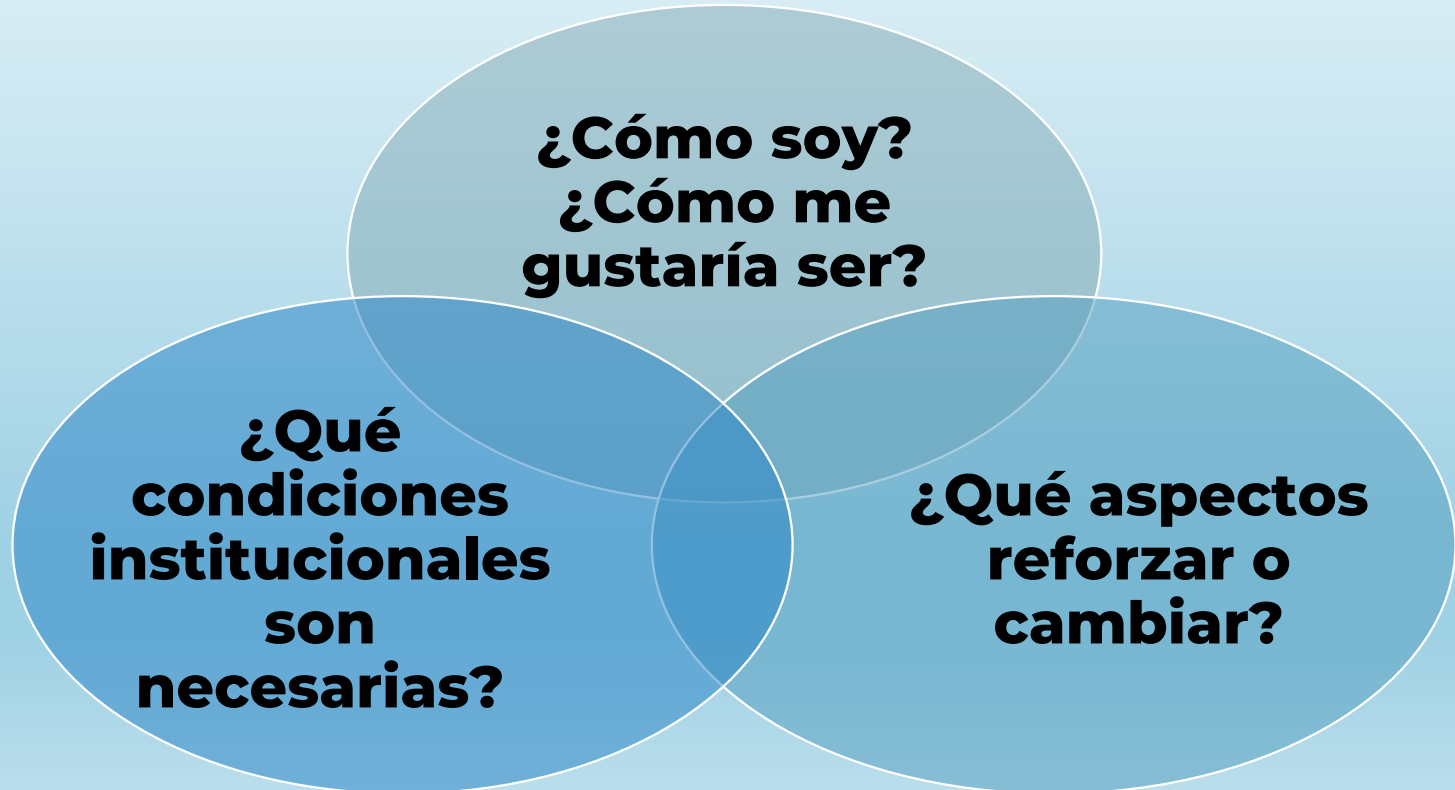 ¿Cómo soy?
¿Cómo me
gustaría ser?
¿Qué
condiciones
institucionales
son
necesarias?
¿Qué aspectos
reforzar o
cambiar?